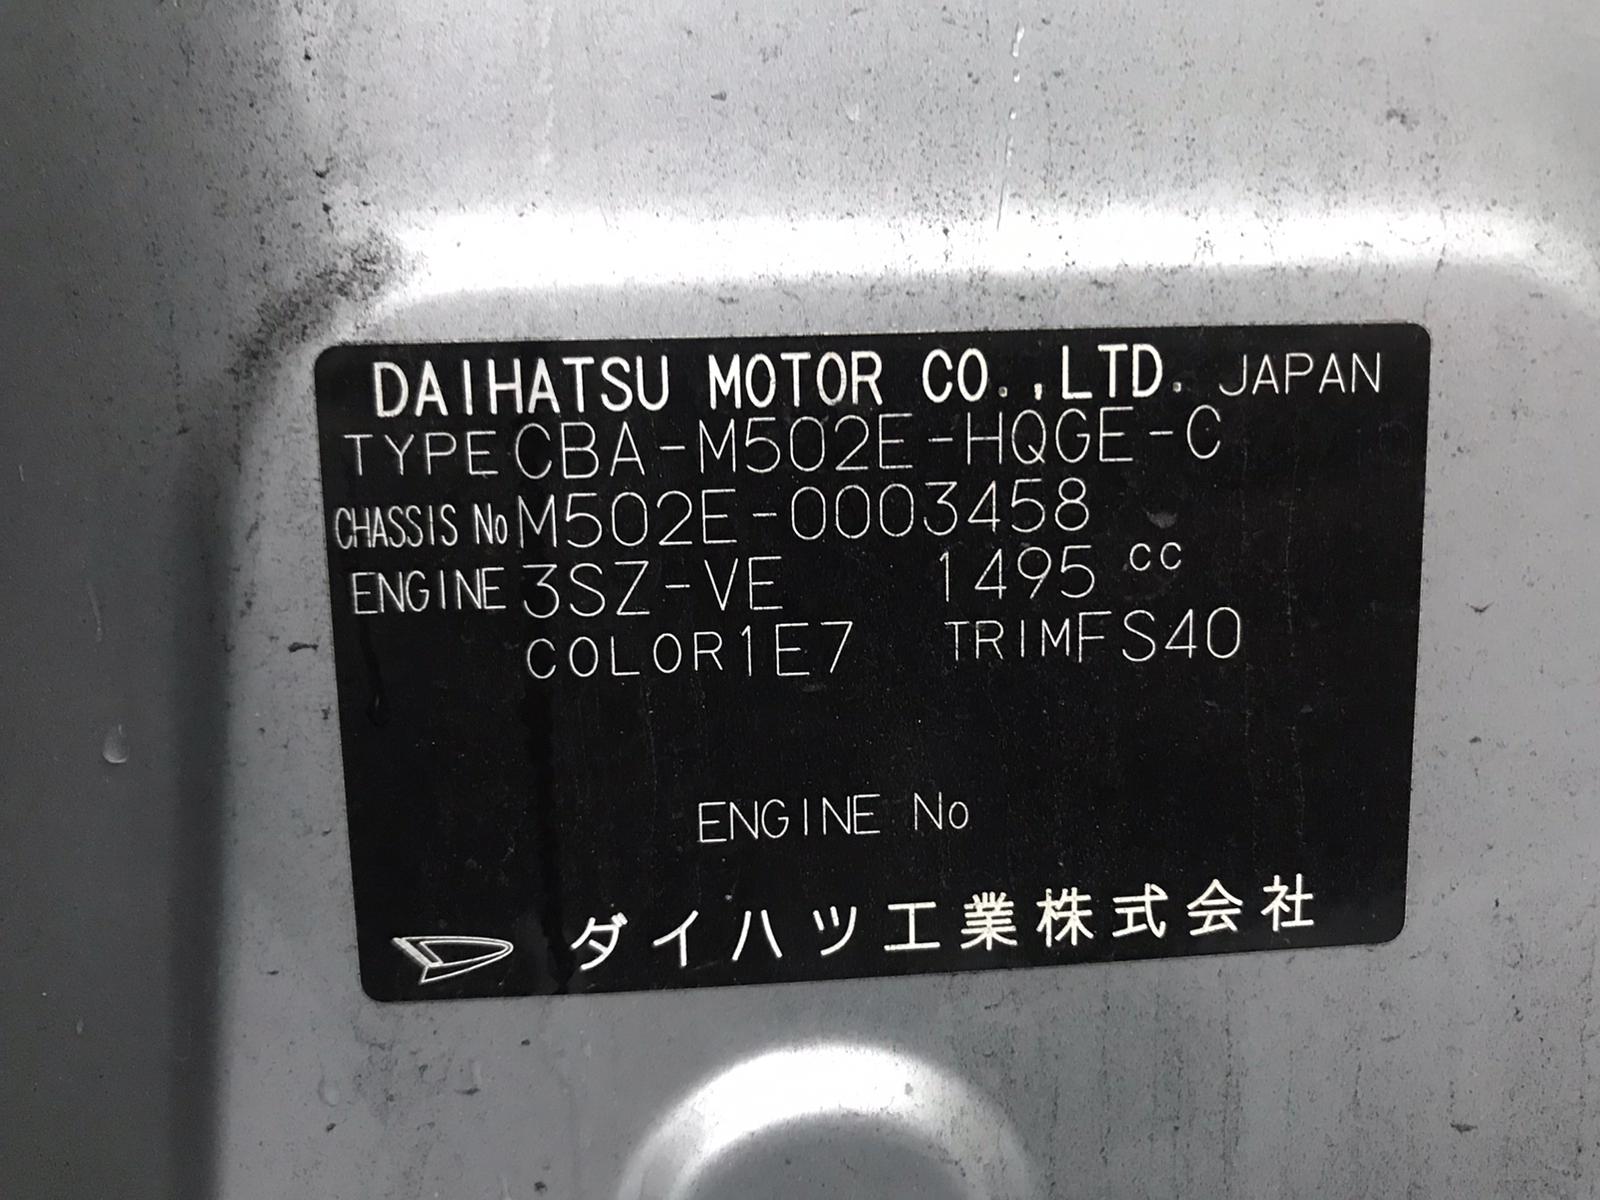 DAIHATSU MOTOR CO.,LTD. JAPAN
TYPE CBA-M502E-HQGE-C
CHASSIS No M502E-0003458
ENGINE 3SZ-VE 1495 cc
COLOR 1E7 TRIM FS40
ENGINE No
ダイハツ工業株式会社